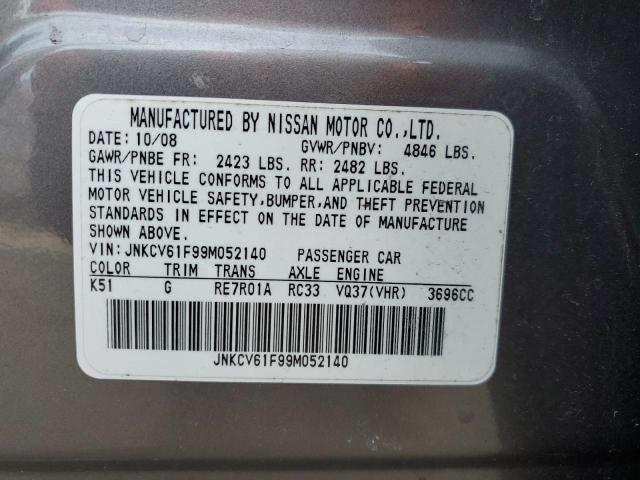 MANUFACTURED BY NISSAN MOTOR CO.,LTD.
DATE: 10/08 GVWR/PNBV: 4846 LBS.
GAWR/PNBE FR: 2423 LBS. RR: 2482 LBS.
THIS VEHICLE CONFORMS TO ALL APPLICABLE FEDERAL
MOTOR VEHICLE SAFETY,BUMPER,AND THEFT PREVENTION
STANDARDS IN EFFECT ON THE DATE OF MANUFACTURE
SHOWN ABOVE.
VIN:JNKCV61F99M052140 PASSENGER CAR
COLOR TRIM TRANS AXLE ENGINE
K51 G RE7R01A RC33 VQ37(VHR) 3696CC
JNKCV61F99M052140